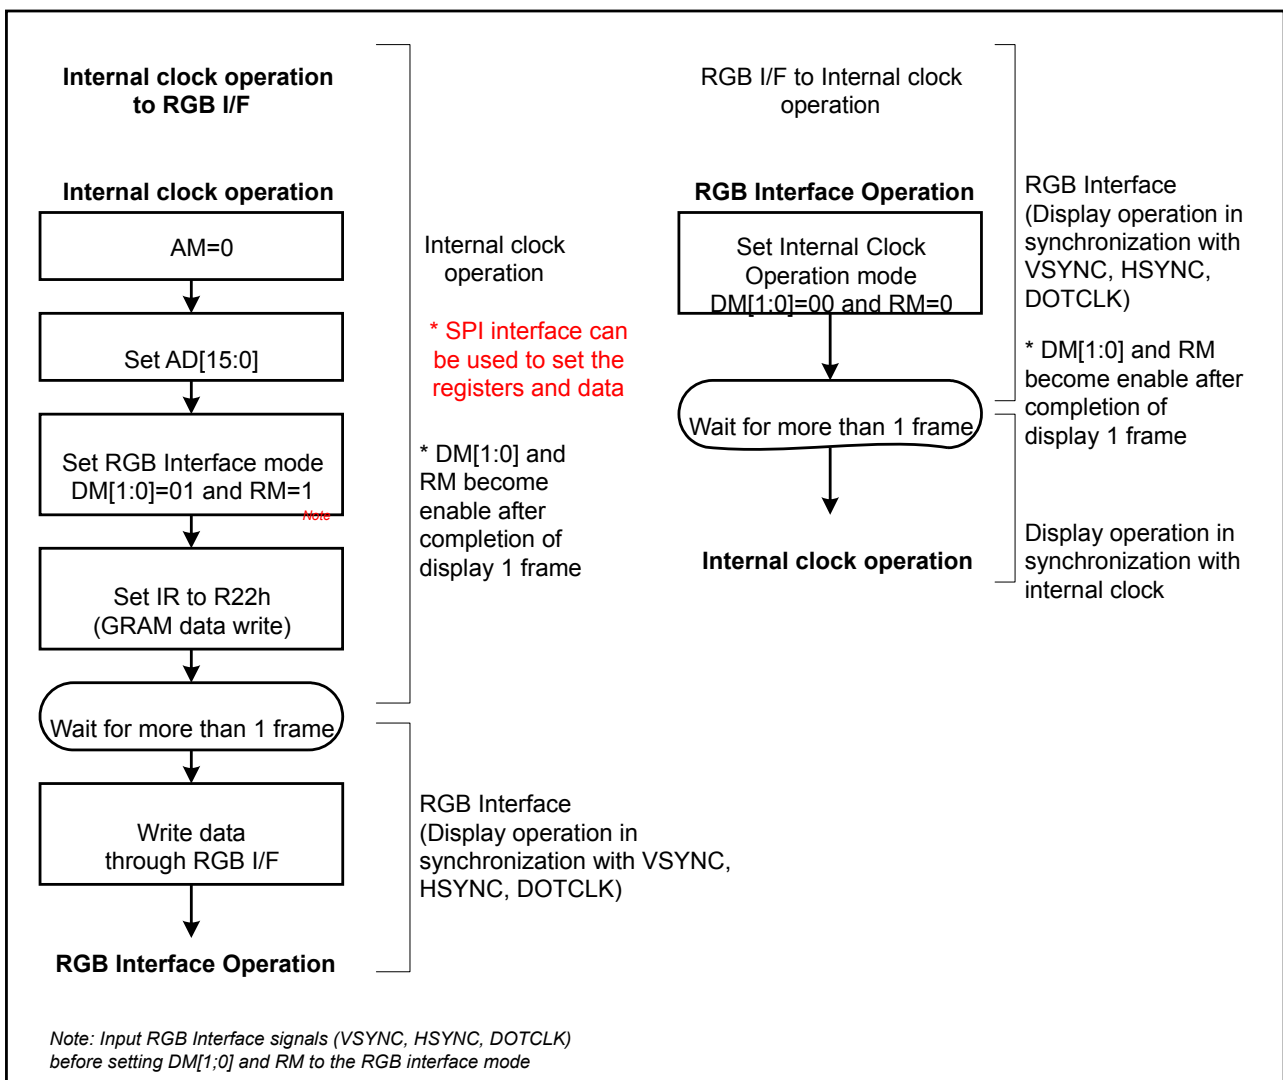 Internal clock operation
to RGB I/F
Internal clock operation
AM=0
Set AD[15:0]
Set RGB Interface mode
DM[1:0]=01 and RM=1
Note
Set IR to R22h
(GRAM data write)
Wait for more than 1 frame
Write data
through RGB I/F
RGB Interface Operation
Internal clock
operation
* SPI interface can
be used to set the
registers and data
* DM[1:0] and
RM become
enable after
completion of
display 1 frame
RGB Interface
(Display operation in
synchronization with VSYNC,
HSYNC, DOTCLK)
RGB I/F to Internal clock
operation
RGB Interface Operation
Set Internal Clock
Operation mode
DM[1:0]=00 and RM=0
Wait for more than 1 frame
Internal clock operation
RGB Interface
(Display operation in
synchronization with
VSYNC, HSYNC,
DOTCLK)
* DM[1:0] and RM
become enable after
completion of
display 1 frame
Display operation in
synchronization with
internal clock
Note: Input RGB Interface signals (VSYNC, HSYNC, DOTCLK)
before setting DM[1;0] and RM to the RGB interface mode